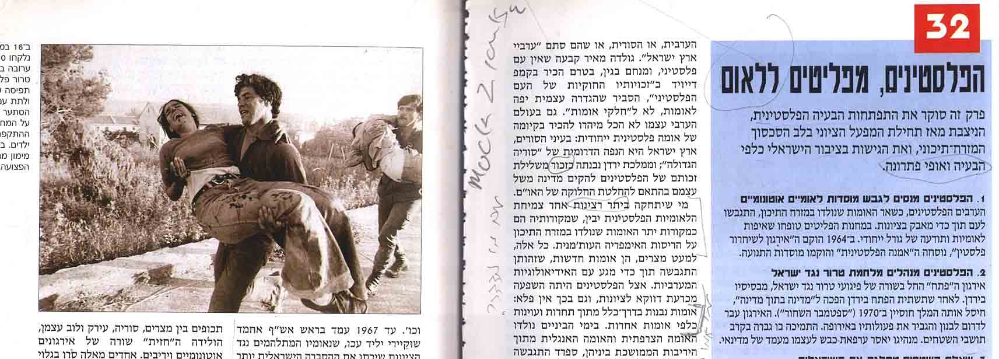 32
הפלסטינים, מפליטים ללאום
פרק זה סוקר את התפתחות הבעיה הפלסטינית,
הניצבת מאז תחילת המפעל הציוני בלב הסכסוך
המזרח־תיכוני, ואת הגישות בציבור הישראלי כלפי
הבעיה ואופי פתרונה.
1. הפלסטינים מנסים לגבש מוסדות לאומיים אוטונומיים
הערבים הפלסטינים, כשאר האומות שנולדו במזרח התיכון, התגבשו
לעם תוך כדי מאבק בציונות. במחנות הפליטים טופחו שאיפות
לאומיות ותודעה של גורל ייחודי. ב־1964 הוקם ה"אירגון לשיחרור
פלסטין", נוסחה ה"אמנה הפלסטינית" והוקמו מוסדות התנועה.
2. הפלסטינים מנהלים מלחמת טרור נגד ישראל
אירגון ה"פתח" החל בשורה של פיגועי טרור נגד ישראל, מבסיסיו
בירדן. לאחר שתשתית הפתח בירדן הפכה ל"מדינה בתוך מדינה",
חיסל אותה המלך חוסיין ב־1970 ("ספטמבר השחור"). האירגון עבר
לדרום לבנון והגביר את פעולותיו באירופה. התמיכה בו גברה בקרב
תושבי השטחים. מנהיגו יאסר ערפאת כבש לעצמו מעמד של מדינאי.
הערבית, או הסורית, או שהם סתם "ערביי
ארץ ישראל". גולדה מאיר קבעה שאין עם
פלסטיני, ומנחם בגין, בטרם הכיר בקמפ
דייויד ב"זכויותיו החוקיות של העם
הפלסטיני", הסביר שהגדרה עצמית יפה
לאומות, לא ל"חלקי אומות". גם בעולם
הערבי עצמו לא הכל מיהרו להכיר בקיומה
של אומה פלסטינית ייחודית: בעיני הסורים,
ארץ ישראל היא הנפה הדרומית של "סוריה
הגדולה"; וממלכת ירדן נבנתה כזכור משלילת
זכותם של הפלסטינים להקים מדינה משל
עצמם בהתאם להחלטת החלוקה של האו"ם.
מי שיתחקה ביתר רצינות אחר צמיחת
הלאומיות הפלסטינית יבין, שמקורותיה הם
כמקורות יתר האומות שנולדו במזרח התיכון
על הריסות האימפריה העות'מנית. כל אלה,
למעט מצרים, הן אומות חדשות, שזהותן
התגבשה תוך כדי מגע עם האידיאולוגיות
המערביות. אצל הפלסטינים היתה השפעה
מכרעת דווקא לציונות, וגם בכך אין פלא:
אומות נבנות בדרך־כלל מתוך תחרות ועוינות
כלפי אומות אחרות. בימי הביניים נולדו
האומה הצרפתית והאומה האנגלית מתוך
היריבות הממושכת ביניהן, ספרד התגבשה
וכו'. עד 1967 עמד בראש אש"ף אחמד
שוקיירי יליד עכו, שנאומיו המתלהמים נגד
הציונות שירתו את ההסברה הישראלית יותר
תכופים בין מצרים, סוריה, עירק ולוב עצמן,
הולידה ה"חזית" שורה של אירגונים
אוטונומיים ויריבים. אחדים מאלה סרו בגלוי
ב־16 במ
נלקחו
ערובה ב
טרור פל
תפיסה
ולתת עמ
הסתער
על המח
ההתקפה
ילדים. ב
מימון מ
הפצועה.